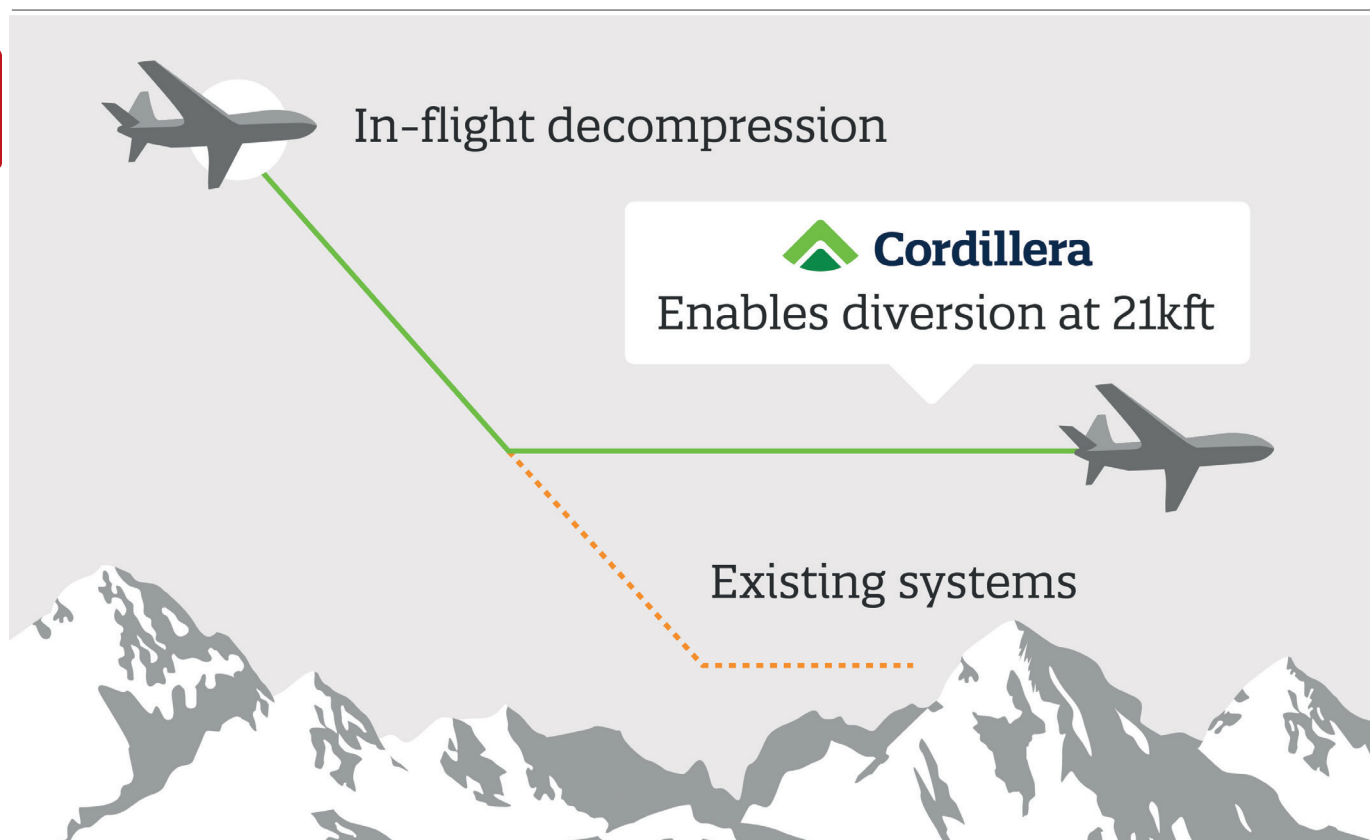 In-flight decompression
Cordillera
Enables diversion at 21kft
Existing systems